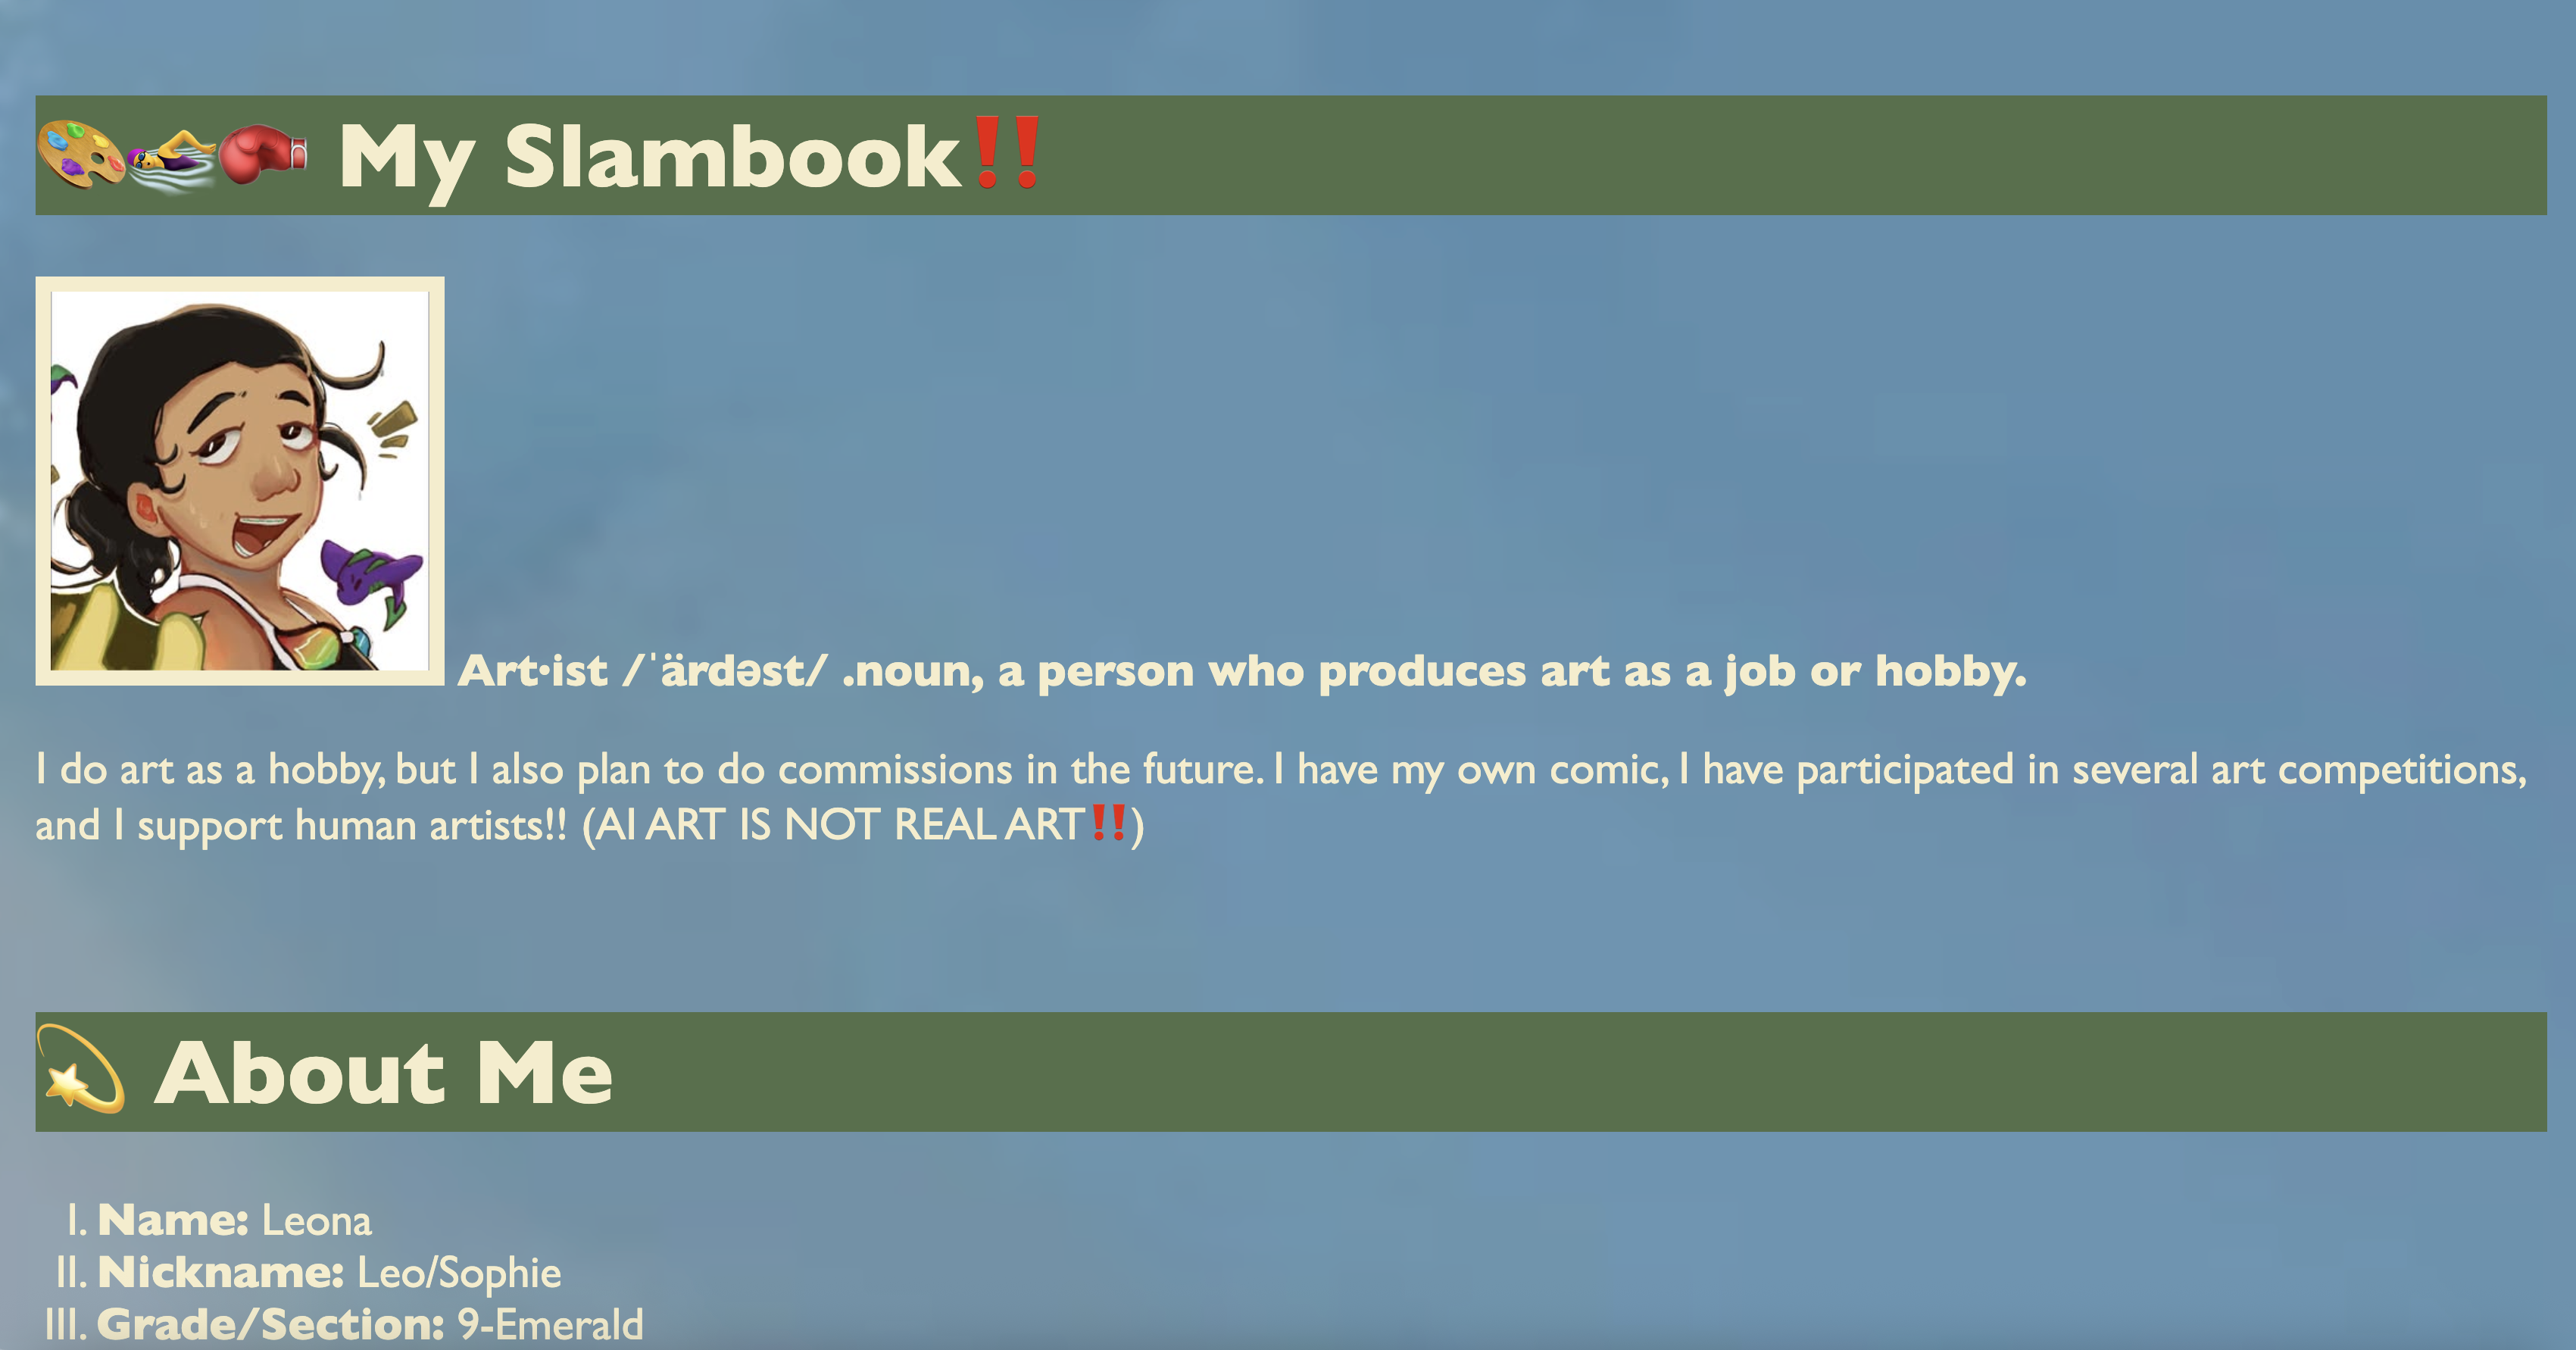 🎨🏊‍♀️🥊 My Slambook‼️
Art·ist /ˈärdəst/ .noun, a person who produces art as a job or hobby.
I do art as a hobby, but I also plan to do commissions in the future. I have my own comic, I have participated in several art competitions,
and I support human artists!! (AI ART IS NOT REAL ART‼️)
💫 About Me
I. Name: Leona
II. Nickname: Leo/Sophie
III. Grade/Section: 9-Emerald